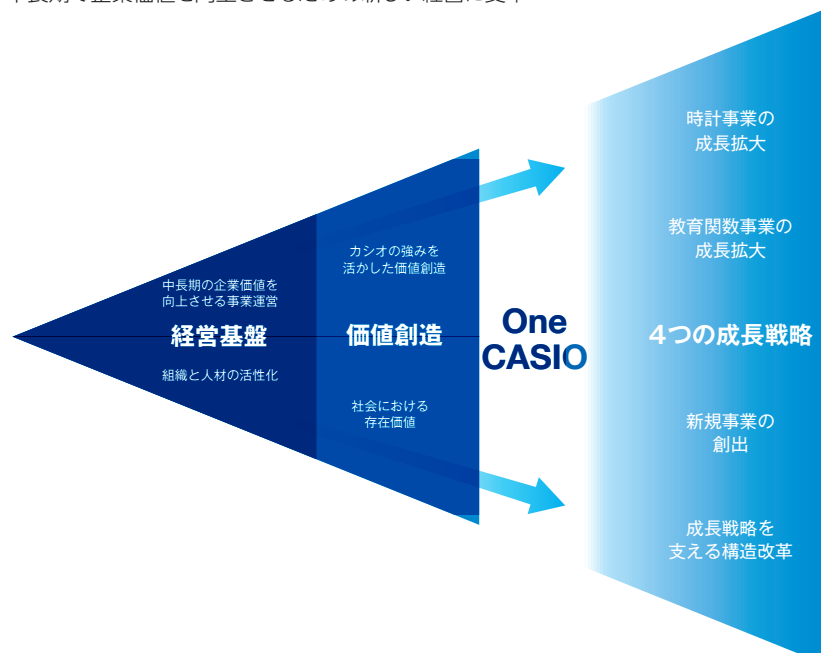 中長期の企業価値を
向上させる事業運営
経営基盤
組織と人材の活性化
カシオの強みを
活かした価値創造
価値創造
社会における
存在価値
One
CASIO
時計事業の
成長拡大
教育関数事業の
成長拡大
4つの成長戦略
新規事業の
創出
成長戦略を
支える構造改革